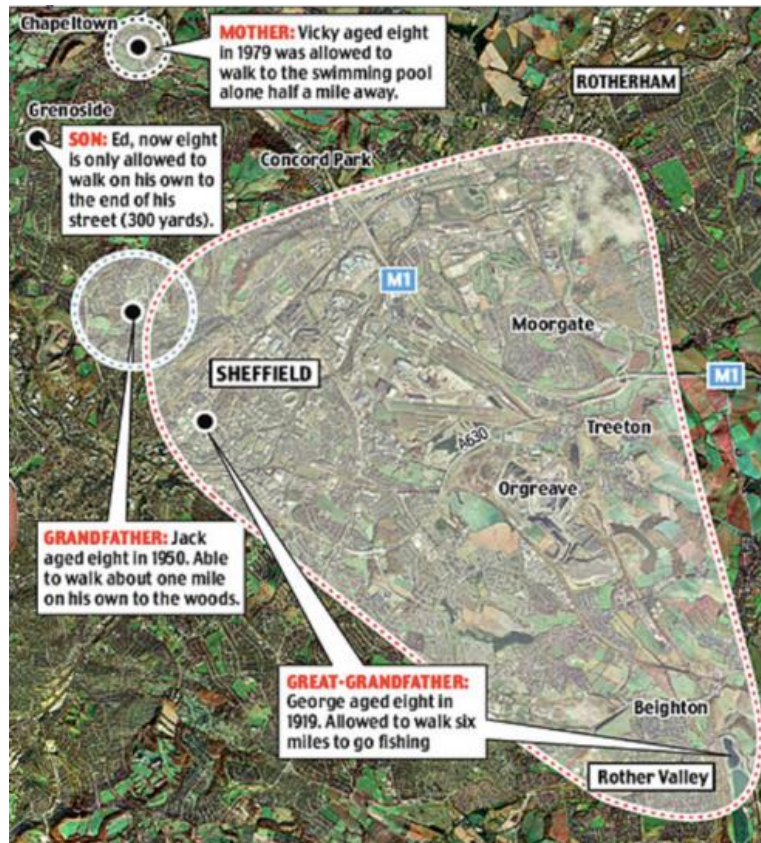 Chapeltown
MOTHER: Vicky aged eight
in 1979 was allowed to
walk to the swimming pool
alone half a mile away.
ROTHERHAM
Grenoside
SON: Ed, now eight
is only allowed to
walk on his own to
the end of his
street (300 yards).
Concord Park
M1
Moorgate
SHEFFIELD
M1
Treeton
A630
Orgreave
GRANDFATHER: Jack
aged eight in 1950. Able
to walk about one mile
on his own to the woods.
GREAT-GRANDFATHER:
George aged eight in
1919. Allowed to walk six
miles to go fishing
Beighton
Rother Valley